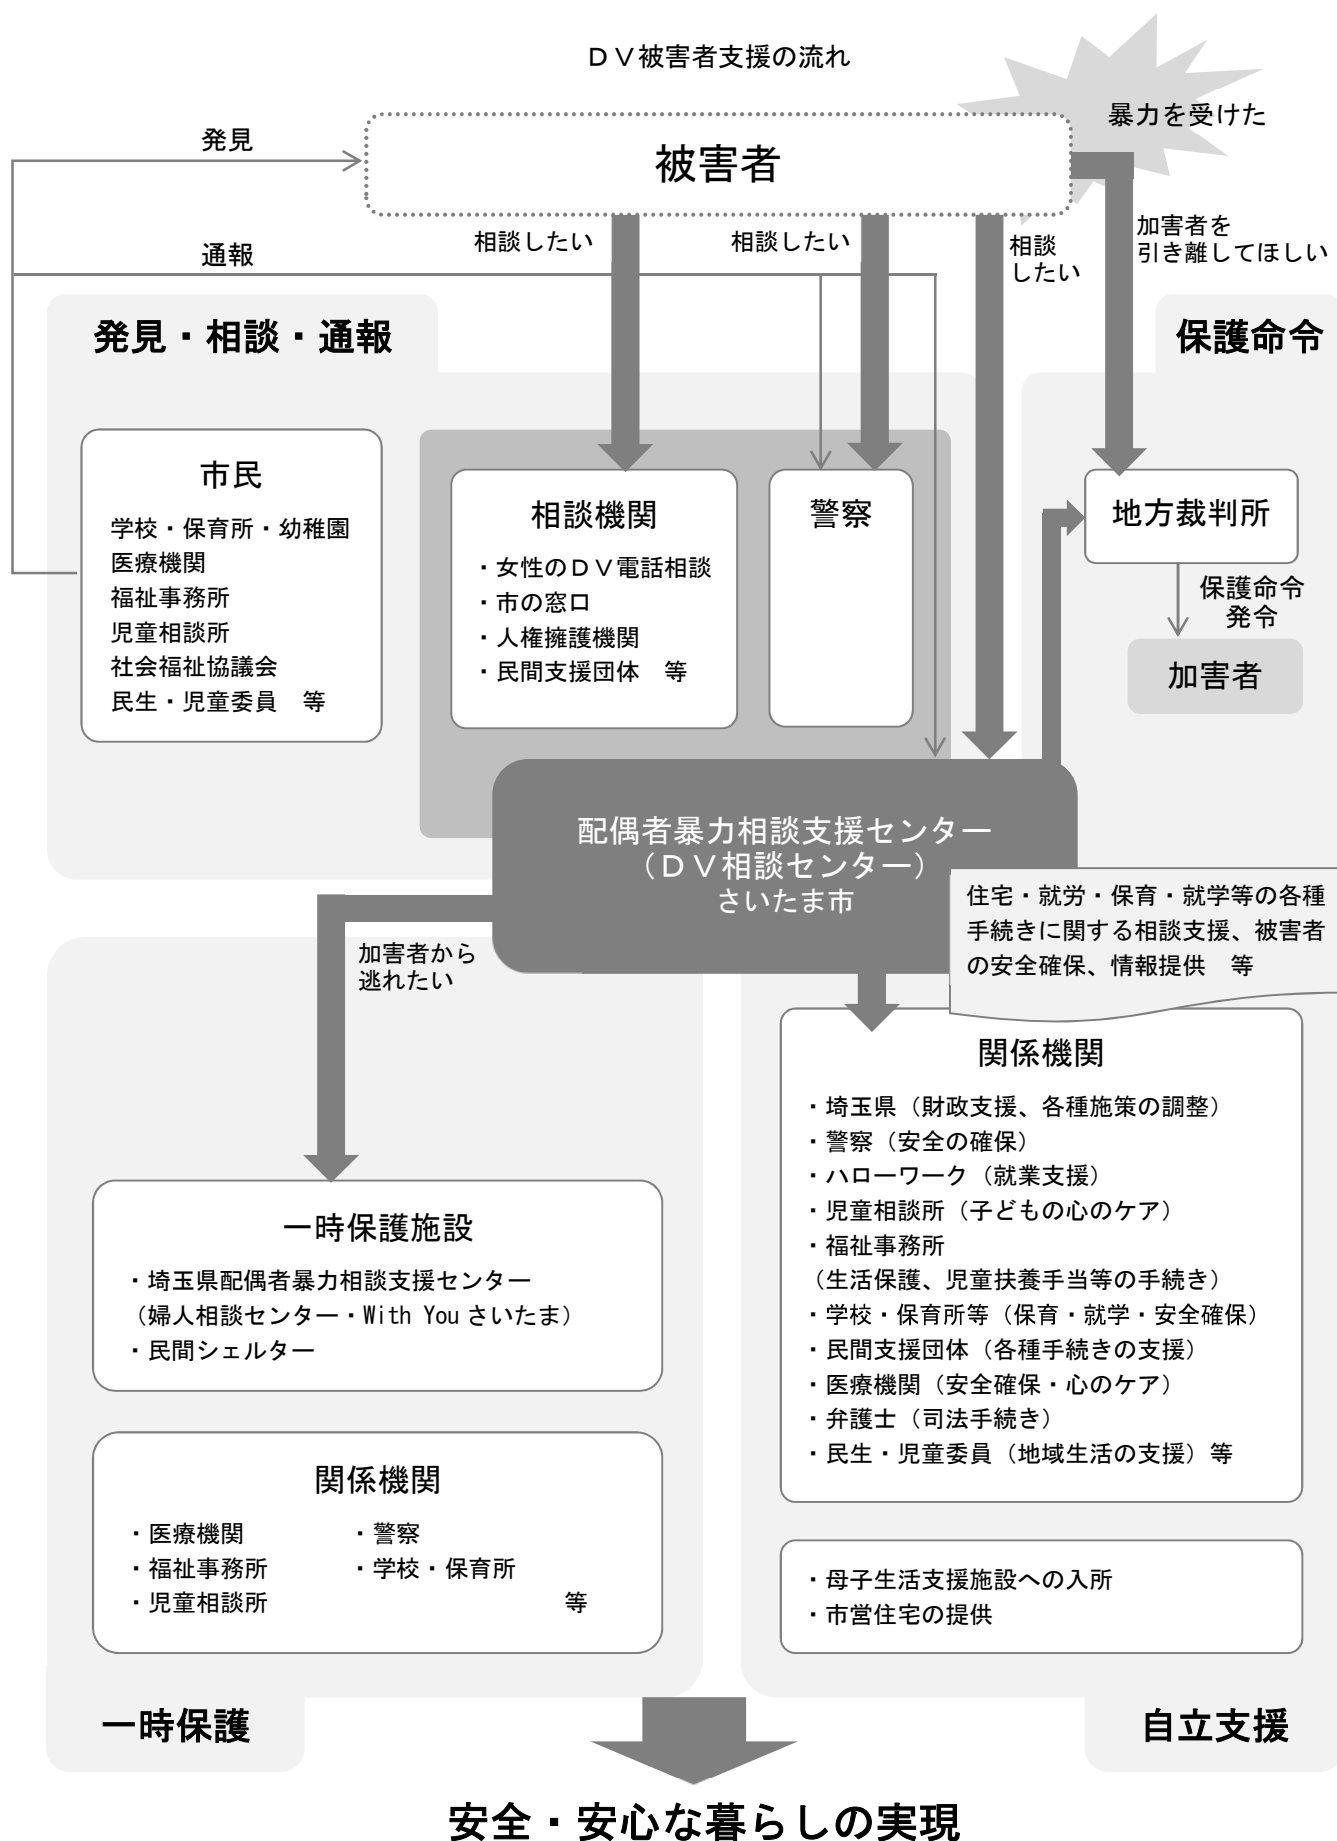 ＤＶ被害者支援の流れ
暴力を受けた
被害者
発見
通報
相談したい
相談したい
相談
したい
加害者を
引き離してほしい
発見・相談・通報
保護命令
市民
学校・保育所・幼稚園
医療機関
福祉事務所
児童相談所
社会福祉協議会
民生・児童委員　等
相談機関
・女性のＤＶ電話相談
・市の窓口
・人権擁護機関
・民間支援団体　等
警察
地方裁判所
保護命令
発令
加害者
配偶者暴力相談支援センター
（ＤＶ相談センター）
さいたま市
住宅・就労・保育・就学等の各種
手続きに関する相談支援、被害者
の安全確保、情報提供　等
加害者から
逃れたい
一時保護施設
・埼玉県配偶者暴力相談支援センター
（婦人相談センター・With You さいたま）
・民間シェルター
関係機関
・医療機関
・福祉事務所
・児童相談所
・警察
・学校・保育所
等
関係機関
・埼玉県（財政支援、各種施策の調整）
・警察（安全の確保）
・ハローワーク（就業支援）
・児童相談所（子どもの心のケア）
・福祉事務所
（生活保護、児童扶養手当等の手続き）
・学校・保育所等（保育・就学・安全確保）
・民間支援団体（各種手続きの支援）
・医療機関（安全確保・心のケア）
・弁護士（司法手続き）
・民生・児童委員（地域生活の支援）等
・母子生活支援施設への入所
・市営住宅の提供
一時保護
自立支援
安全・安心な暮らしの実現